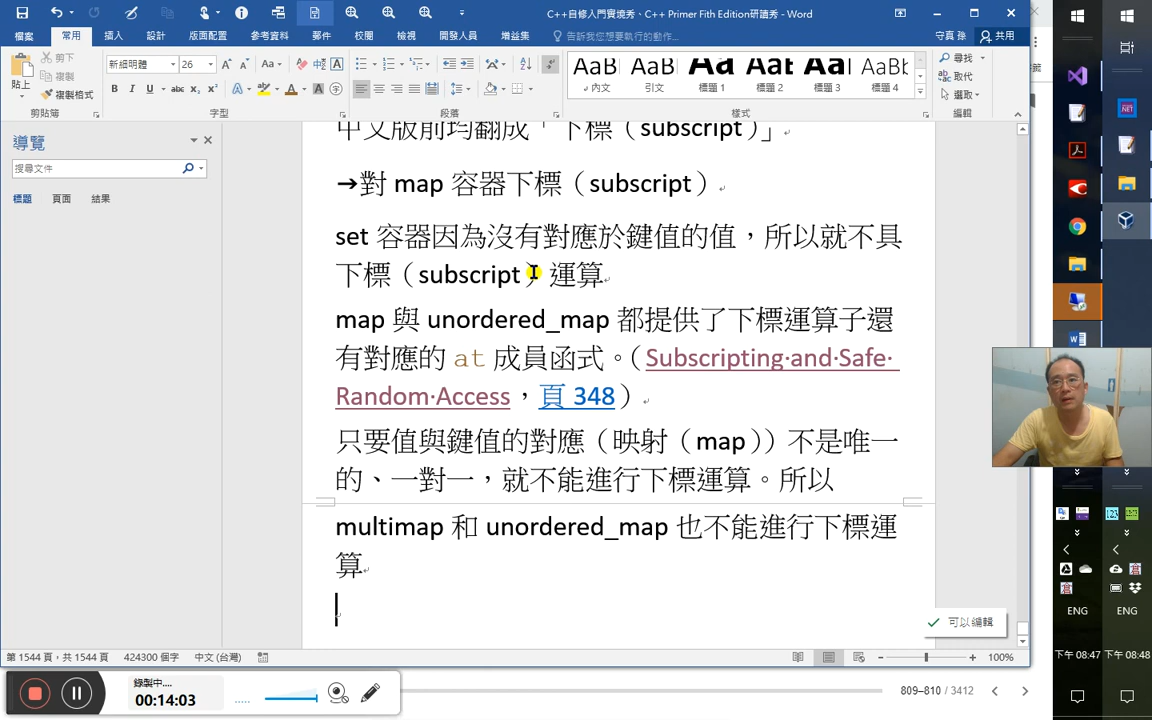 C++自修入門實境秀、C++ Primer Fith Edition研讀秀 - Word
檔案 常用 插入 設計 版面配置 參考資料 郵件 校閱 檢視 開發人員 增益集 告訴我您想要執行的動作... 守真 孫 共用
貼上 剪下 複製 複製格式 剪貼簿
新細明體 26 字型 段落
AaB AaB AaB AaB AaB AaBb
內文 引文 標題 1 標題 2 標題 3 標題 4 樣式
尋找 取代 選取 編輯
導覽
搜尋文件
標題 頁面 結果
中文版前均翻成「下標（subscript）」
→對 map 容器下標（subscript）
set 容器因為沒有對應於鍵值的值，所以就不具
下標（subscript）運算
map 與 unordered_map 都提供了下標運算子還
有對應的 at 成員函式。（Subscripting and Safe
Random Access，頁 348）
只要值與鍵值的對應（映射（map））不是唯一
的、一對一，就不能進行下標運算。所以
multimap 和 unordered_map 也不能進行下標運
算
可以編輯
第 1544 頁，共 1544 頁 424300 個字 中文 (台灣) 100%
錄製中....
00:14:03
809–810 / 3412
ENG ENG
下午 08:47 下午 08:48